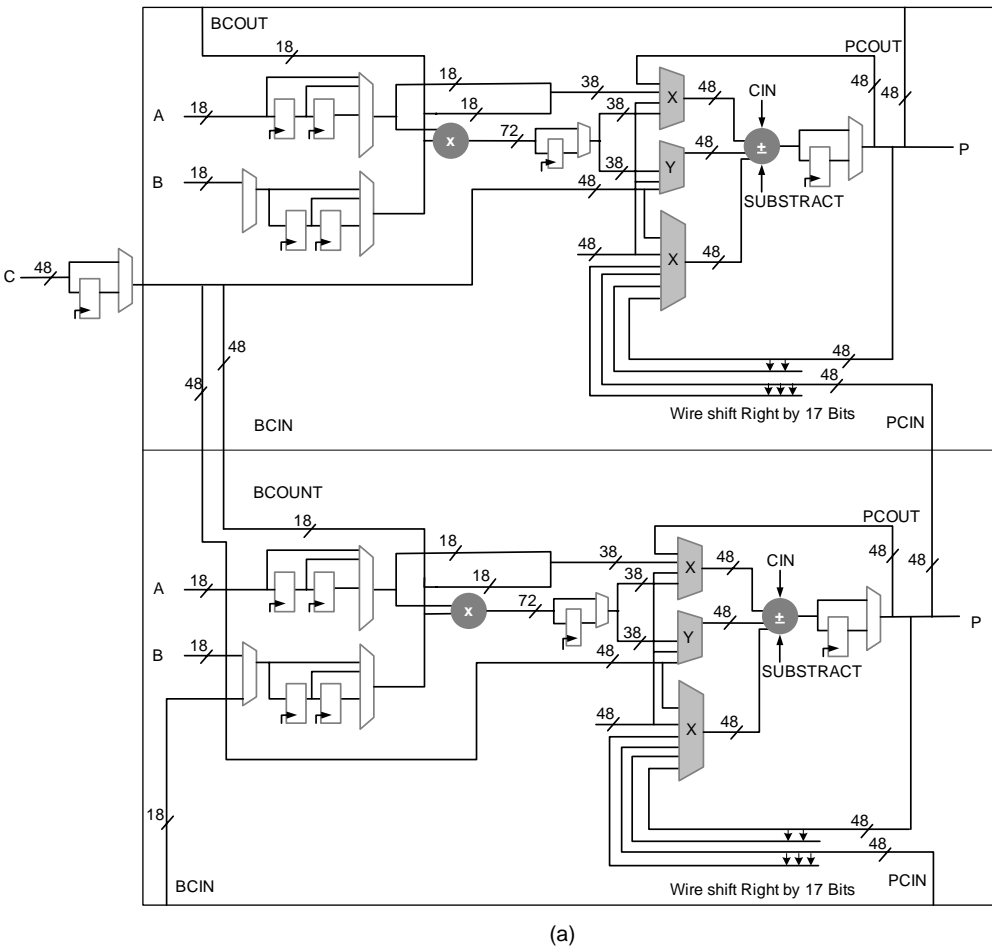 BCOUT
18
PCOUT
18
48
48
38
48
CIN
X
A
18
18
38
x
72
±
P
38
Y
48
B
18
48
SUBSTRACT
48
X
48
C
48
48
48
48
48
Wire shift Right by 17 Bits
BCIN
PCIN
BCOUNT
18
PCOUT
18
48
48
38
48
CIN
X
A
18
18
38
x
72
±
P
38
Y
48
B
18
48
SUBSTRACT
48
X
48
18
48
48
BCIN
Wire shift Right by 17 Bits
PCIN
(a)